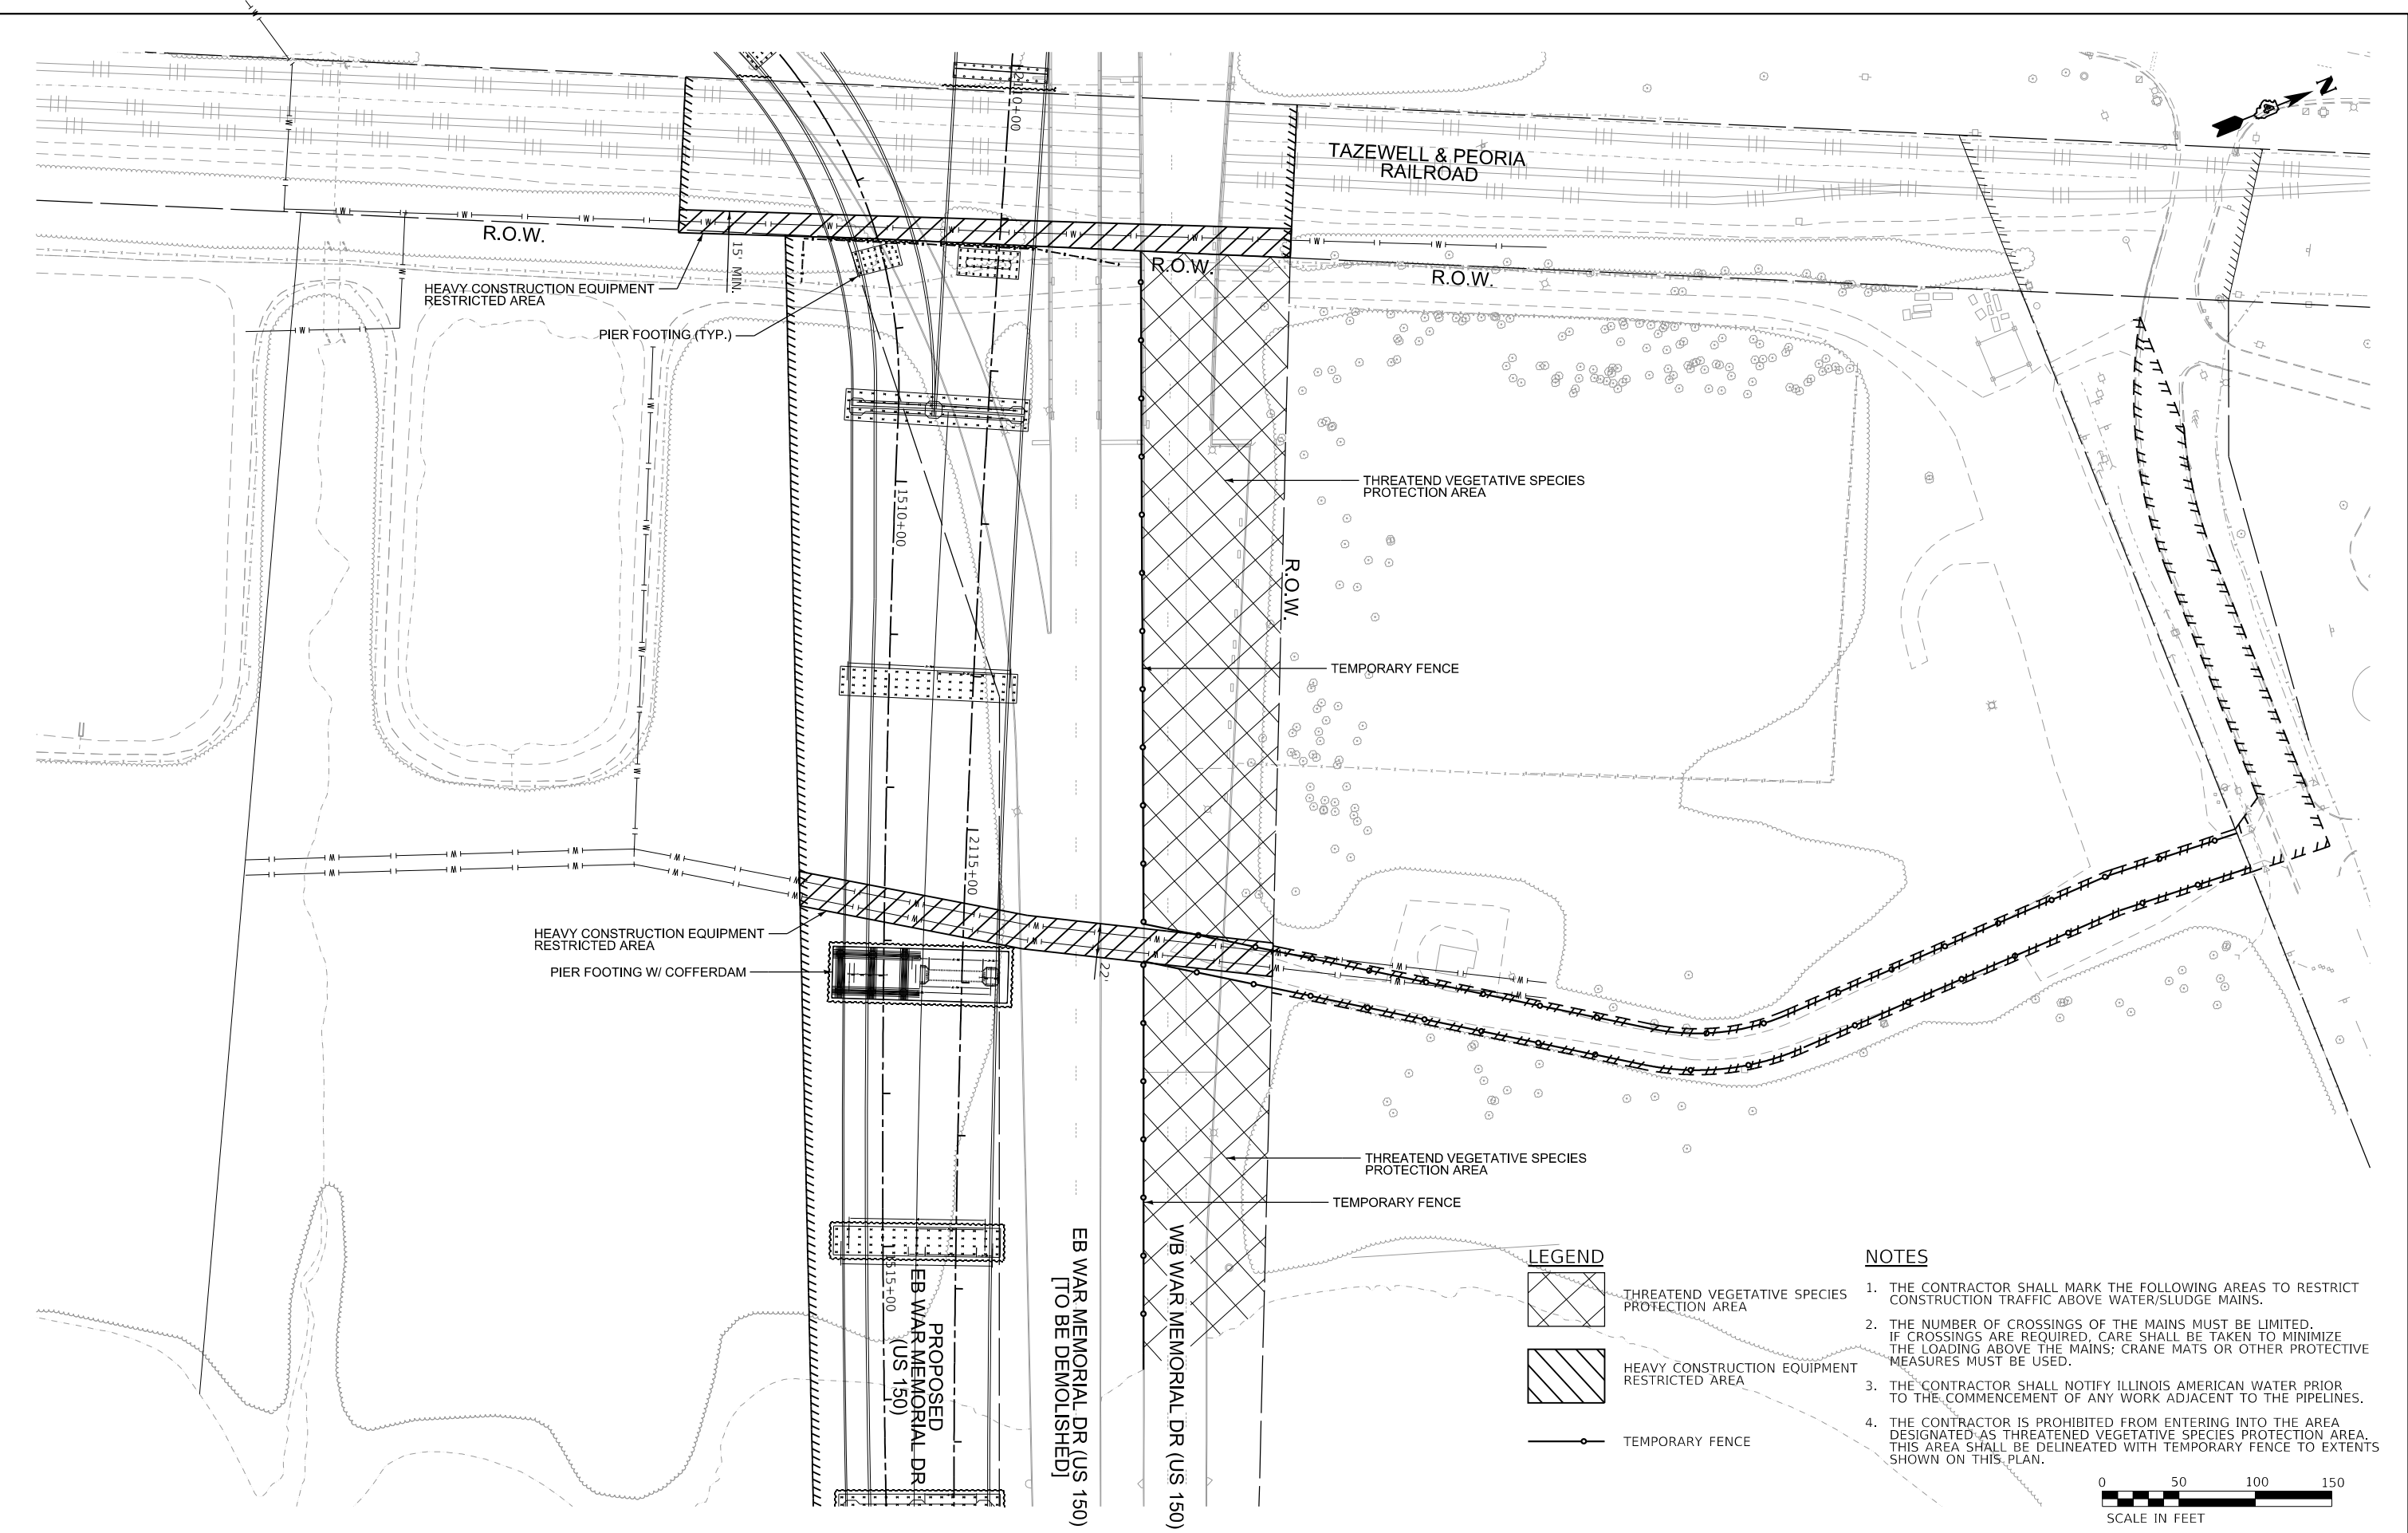 N
2110+00
TAZEWELL & PEORIA
RAILROAD
R.O.W.
15' MIN.
HEAVY CONSTRUCTION EQUIPMENT
RESTRICTED AREA
R.O.W.
R.O.W.
PIER FOOTING (TYP.)
1510+00
THREATEND VEGETATIVE SPECIES
PROTECTION AREA
R.O.W.
TEMPORARY FENCE
2115+00
HEAVY CONSTRUCTION EQUIPMENT
RESTRICTED AREA
PIER FOOTING W/ COFFERDAM
22'
THREATEND VEGETATIVE SPECIES
PROTECTION AREA
TEMPORARY FENCE
1515+00
PROPOSED
EB WAR MEMORIAL DR
(US 150)
EB WAR MEMORIAL DR (US 150)
[TO BE DEMOLISHED]
WB WAR MEMORIAL DR (US 150)
LEGEND
THREATEND VEGETATIVE SPECIES
PROTECTION AREA
HEAVY CONSTRUCTION EQUIPMENT
RESTRICTED AREA
TEMPORARY FENCE
NOTES
1. THE CONTRACTOR SHALL MARK THE FOLLOWING AREAS TO RESTRICT
CONSTRUCTION TRAFFIC ABOVE WATER/SLUDGE MAINS.
2. THE NUMBER OF CROSSINGS OF THE MAINS MUST BE LIMITED.
IF CROSSINGS ARE REQUIRED, CARE SHALL BE TAKEN TO MINIMIZE
THE LOADING ABOVE THE MAINS; CRANE MATS OR OTHER PROTECTIVE
MEASURES MUST BE USED.
3. THE CONTRACTOR SHALL NOTIFY ILLINOIS AMERICAN WATER PRIOR
TO THE COMMENCEMENT OF ANY WORK ADJACENT TO THE PIPELINES.
4. THE CONTRACTOR IS PROHIBITED FROM ENTERING INTO THE AREA
DESIGNATED AS THREATENED VEGETATIVE SPECIES PROTECTION AREA.
THIS AREA SHALL BE DELINEATED WITH TEMPORARY FENCE TO EXTENTS
SHOWN ON THIS PLAN.
0 50 100 150
SCALE IN FEET